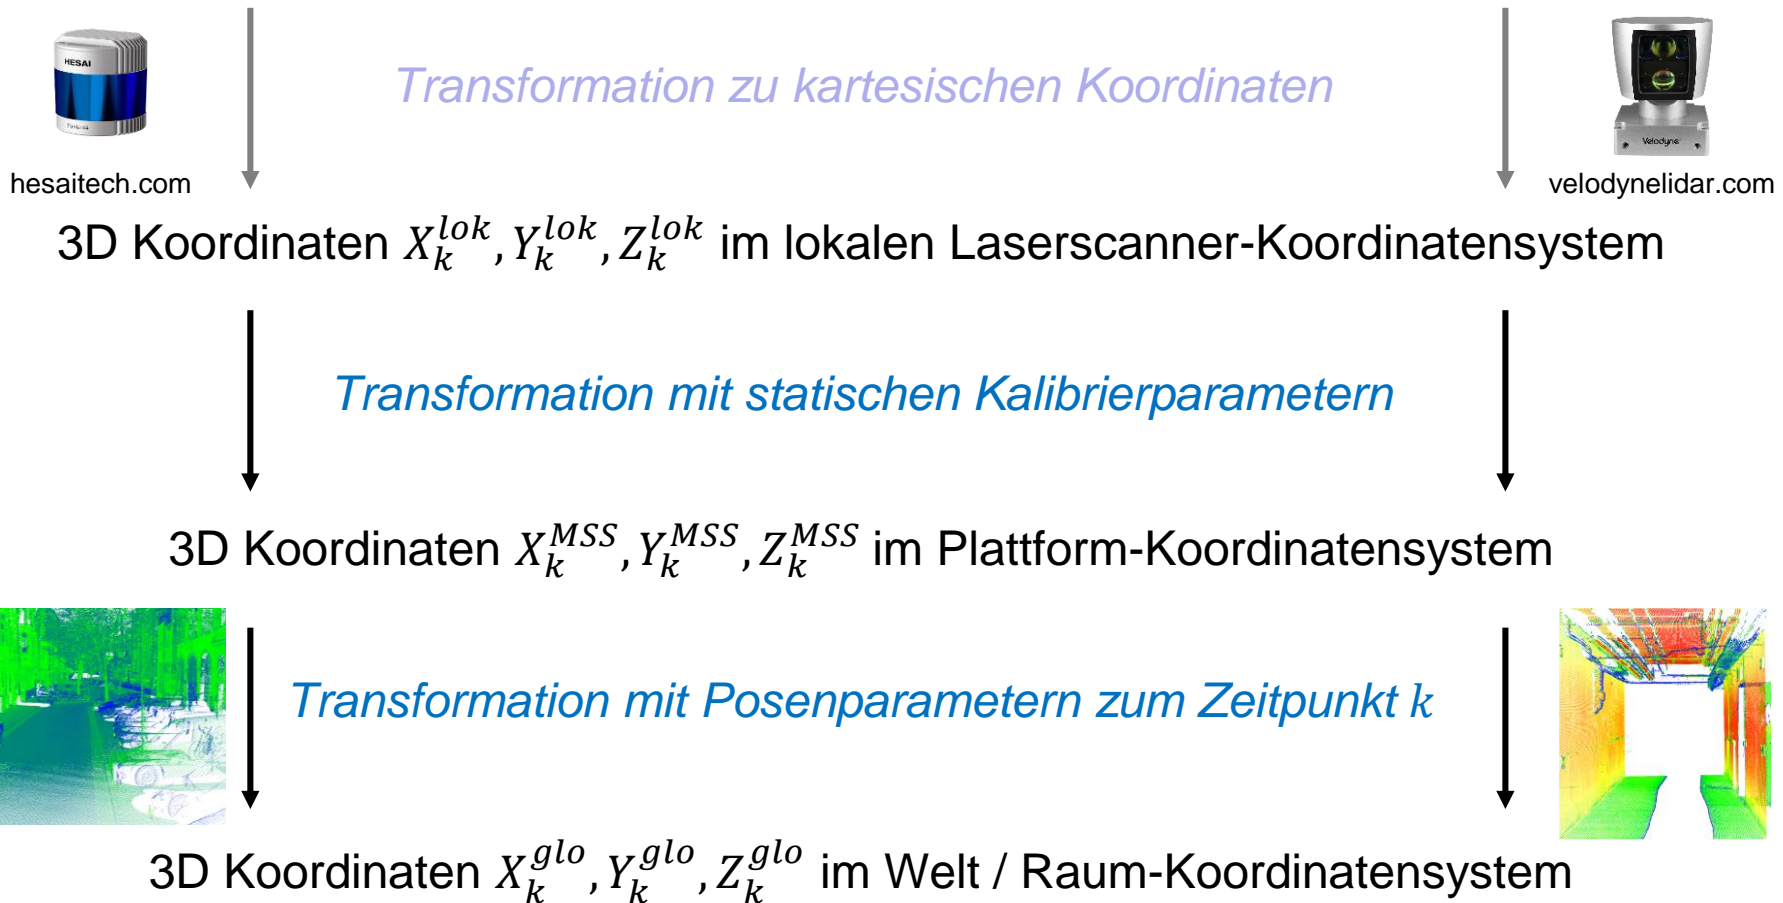 HESAI
Transformation zu kartesischen Koordinaten
Velodyne
hesaitech.com
velodynelidar.com
3D Koordinaten $X_k^{lok}, Y_k^{lok}, Z_k^{lok}$ im lokalen Laserscanner-Koordinatensystem
Transformation mit statischen Kalibrierparametern
3D Koordinaten $X_k^{MSS}, Y_k^{MSS}, Z_k^{MSS}$ im Plattform-Koordinatensystem
Transformation mit Posenparametern zum Zeitpunkt $k$
3D Koordinaten $X_k^{glo}, Y_k^{glo}, Z_k^{glo}$ im Welt / Raum-Koordinatensystem